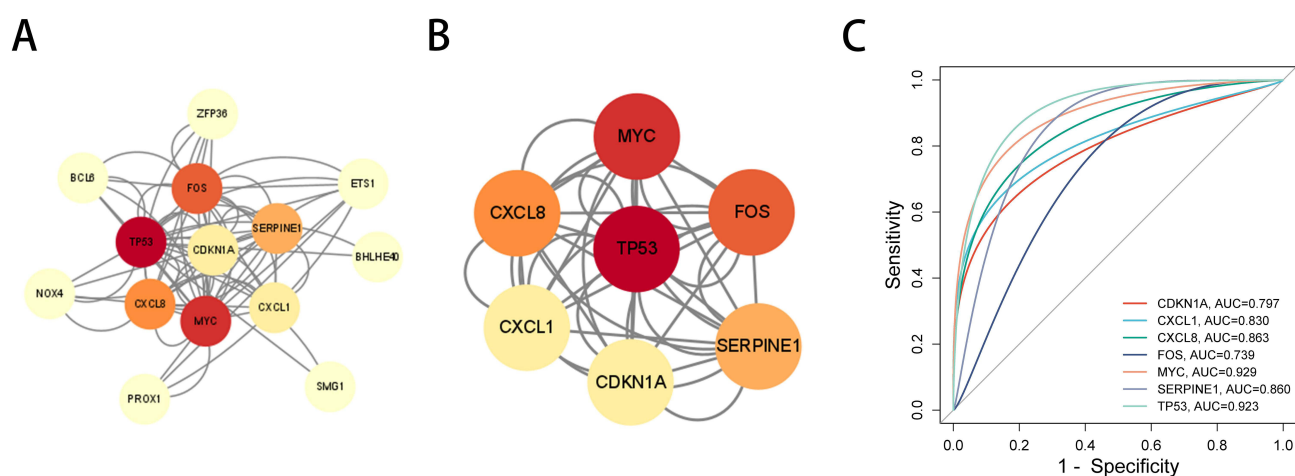 A
ZFP36
BCL6
FOS
ETS1
SERPINE1
TP53
CDKN1A
BHLHE40
NOX4
CXCL8
CXCL1
MYC
SMG1
PROX1
B
MYC
CXCL8
FOS
TP53
CXCL1
SERPINE1
CDKN1A
C
Sensitivity
1.0
0.8
0.6
0.4
0.2
0.0
CDKN1A, AUC=0.797
CXCL1, AUC=0.830
CXCL8, AUC=0.863
FOS, AUC=0.739
MYC, AUC=0.929
SERPINE1, AUC=0.860
TP53, AUC=0.923
0.0 0.2 0.4 0.6 0.8 1.0
1 - Specificity